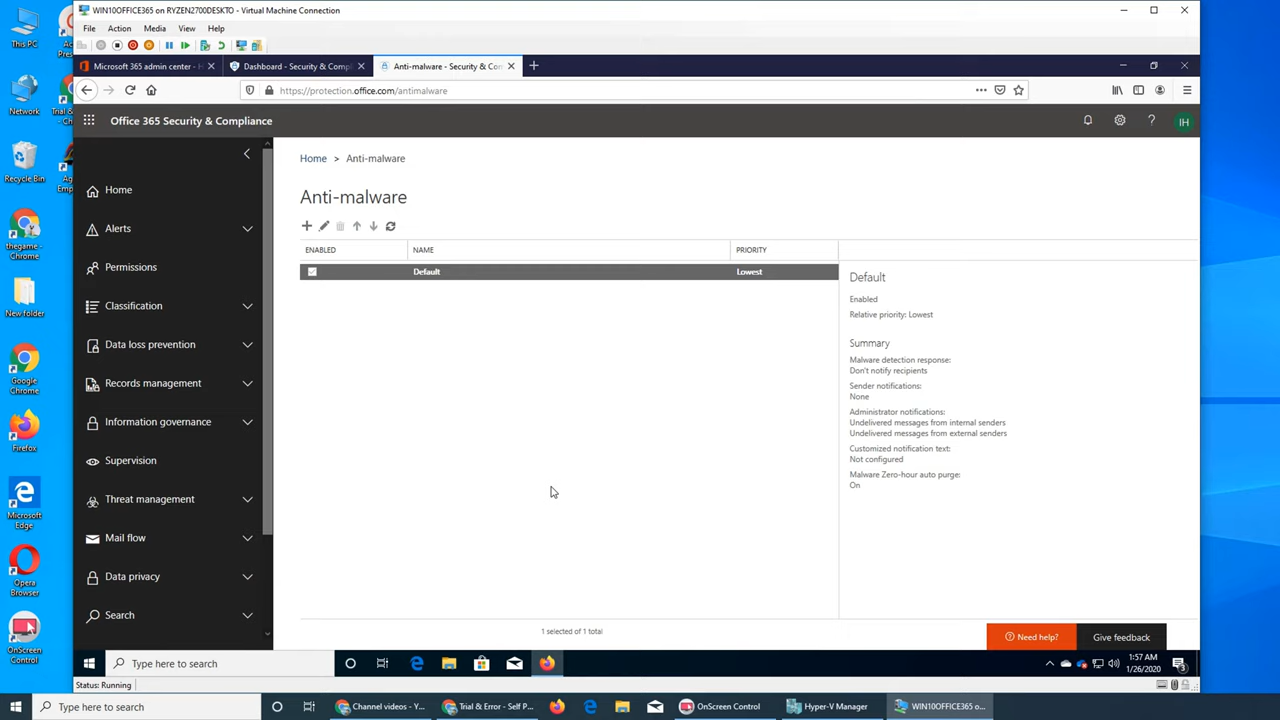 WIN10OFFICE365 on RYZEN2700DESKTO - Virtual Machine Connection
File Action Media View Help
Microsoft 365 admin center - H
Dashboard - Security & Compl
Anti-malware - Security & Con
https://protection.office.com/antimalware
Office 365 Security & Compliance
IH
Home
Alerts
Permissions
Classification
Data loss prevention
Records management
Information governance
Supervision
Threat management
Mail flow
Data privacy
Search
Home > Anti-malware
Anti-malware
ENABLED NAME PRIORITY
Default Lowest
Default
Enabled
Relative priority: Lowest
Summary
Malware detection response:
Don't notify recipients
Sender notifications:
None
Administrator notifications:
Undelivered messages from internal senders
Undelivered messages from external senders
Customized notification text:
Not configured
Malware Zero-hour auto purge:
On
1 selected of 1 total
Need help?
Give feedback
Type here to search
1:57 AM
1/26/2020
3
Status: Running
This PC
Network
Recycle Bin
thegame -
Chrome
New folder
Google
Chrome
Firefox
Microsoft
Edge
Opera
Browser
OnScreen
Control
Type here to search
Channel videos - Y...
Trial & Error - Self P...
OnScreen Control
Hyper-V Manager
WIN10OFFICE365 o...